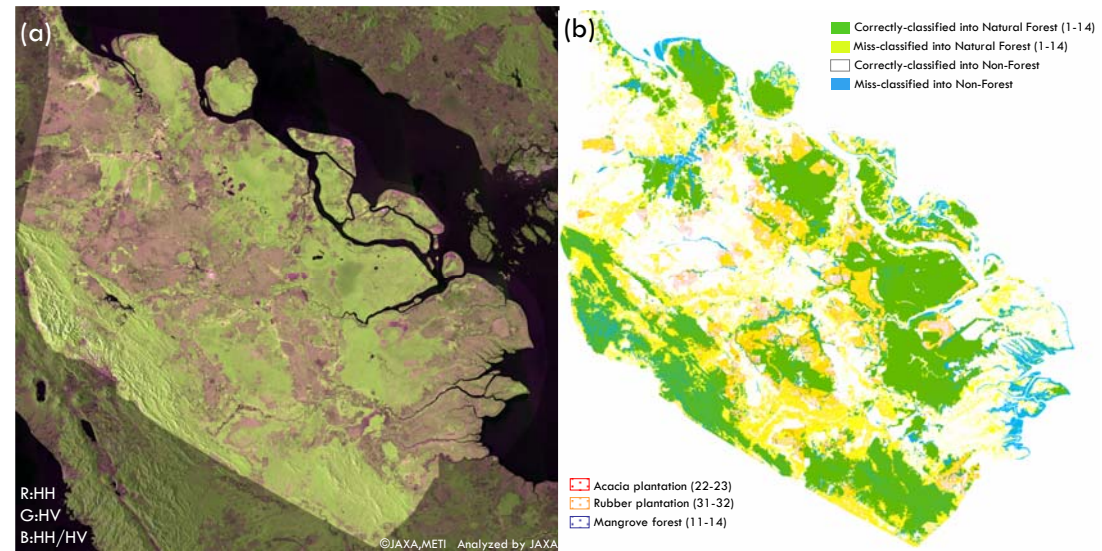 (a)
R:HH
G:HV
B:HH/HV
©JAXA,METI Analyzed by JAXA
(b)
Correctly-classified into Natural Forest (1-14)
Miss-classified into Natural Forest (1-14)
Correctly-classified into Non-Forest
Miss-classified into Non-Forest
Acacia plantation (22-23)
Rubber plantation (31-32)
Mangrove forest (11-14)